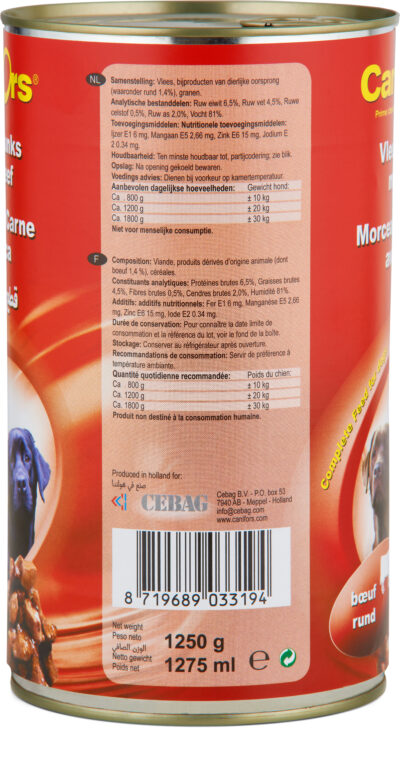 ors®
NL
Samenstelling: Vlees, bijproducten van dierlijke oorsprong
(waaronder rund 1,4%), granen.
Analytische bestanddelen: Ruw eiwit 6,5%, Ruw vet 4,5%, Ruwe
celstof 0,5%, Ruw as 2,0%, Vocht 81%.
Toevoegingsmiddelen: Nutritionele toevoegingsmiddelen:
Ijzer E1 6 mg, Mangaan E5 2,66 mg, Zink E6 15 mg, Jodium E
2 0.34 mg.
Houdbaarheid: Ten minste houdbaar tot, partijcodering; zie blik.
Opslag: Na opening gekoeld bewaren.
Voedings advies: Dienen bij voorkeur op kamertemperatuur.
Aanbevolen dagelijkse hoeveelheden: Gewicht hond:
Ca . 800 g ± 10 kg
Ca. 1200 g ± 20 kg
Ca. 1800 g ± 30 kg
Niet voor menselijke consumptie.
F
Composition: Viande, produits dérivés d'origine animale (dont
boeuf 1,4 %), céréales.
Constituants analytiques: Protéines brutes 6,5%, Graisses brutes
4,5%, Fibres brutes 0,5%, Cendres brutes 2,0%, Humidité 81%.
Additifs: additifs nutritionnels: Fer E1 6 mg, Manganèse E5 2,66
mg, Zinc E6 15 mg, Iode E2 0.34 mg.
Durée de conservation: Pour connaître la date limite de
consommation et la référence du lot, voir le fond de la boîte.
Stockage: Conserver au réfrigérateur après ouverture.
Recommandations de consommation: Servir de préférence à
température ambiante.
Quantité quotidienne recommandée: Poids du chien:
Ca . 800 g ± 10 kg
Ca. 1200 g ± 20 kg
Ca. 1800 g ± 30 kg
Produit non destiné à la consommation humaine.
Produced in holland for:
صنع في هولندا
CEBAG
Cebag B.V. - P.O. box 53
7940 AB - Meppel - Holland
info@cebag.com
www.canifors.com
8 719689 033194
Net weight
Peso neto
الوزن الصافي
Netto gewicht
Poids net
1250 g
1275 ml ℮
nks
ef
Carne
a
قطع
Can
Vlee
Morce
Complete Food for
bœuf
rund